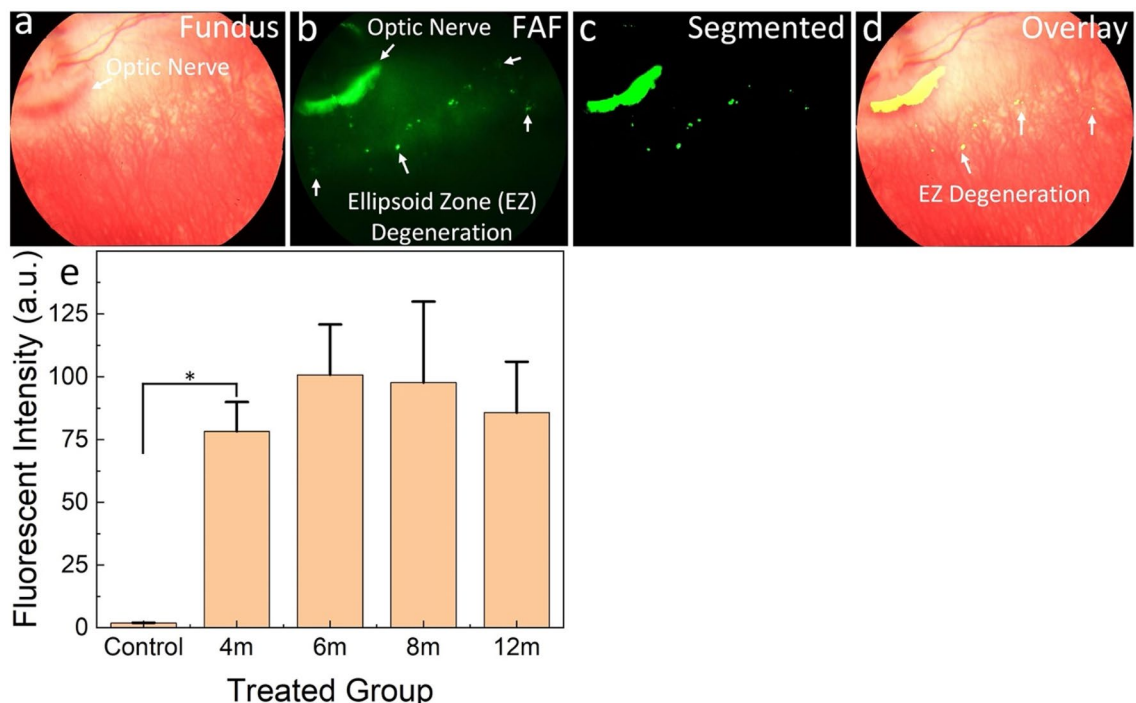 a Fundus
Optic Nerve
b FAF
Optic Nerve
Ellipsoid Zone (EZ)
Degeneration
c Segmented
d Overlay
EZ Degeneration
e
Fluorescent Intensity (a.u.)
125
100
75
50
25
0
*
Control 4m 6m 8m 12m
Treated Group